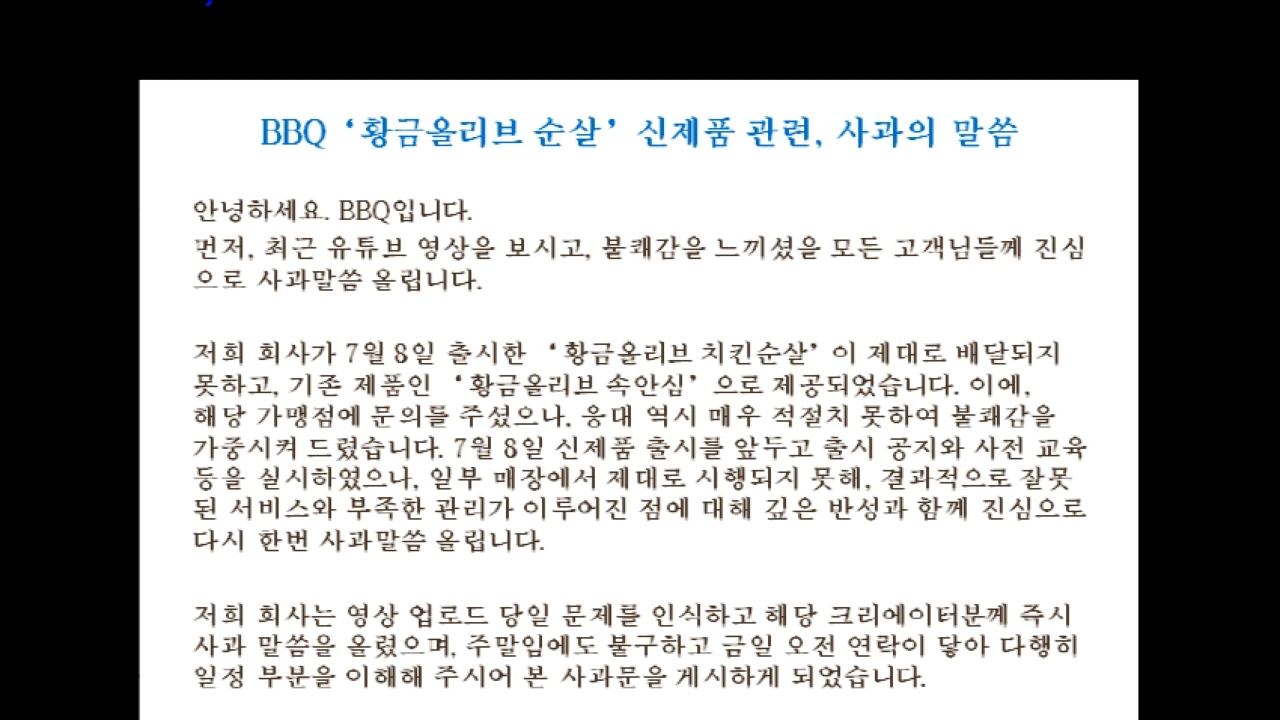 BBQ ‘황금올리브 순살’ 신제품 관련, 사과의 말씀
안녕하세요. BBQ입니다.
먼저, 최근 유튜브 영상을 보시고, 불쾌감을 느끼셨을 모든 고객님들께 진심
으로 사과말씀 올립니다.
저희 회사가 7월 8일 출시한 ‘황금올리브 치킨순살’이 제대로 배달되지
못하고, 기존 제품인 ‘황금올리브 속안심’으로 제공되었습니다. 이에,
해당 가맹점에 문의를 주셨으나, 응대 역시 매우 적절치 못하여 불쾌감을
가중시켜 드렸습니다. 7월 8일 신제품 출시를 앞두고 출시 공지와 사전 교육
등을 실시하였으나, 일부 매장에서 제대로 시행되지 못해, 결과적으로 잘못
된 서비스와 부족한 관리가 이루어진 점에 대해 깊은 반성과 함께 진심으로
다시 한번 사과말씀 올립니다.
저희 회사는 영상 업로드 당일 문제를 인식하고 해당 크리에이터분께 즉시
사과 말씀을 올렸으며, 주말임에도 불구하고 금일 오전 연락이 닿아 다행히
일정 부분을 이해해 주시어 본 사과문을 게시하게 되었습니다.